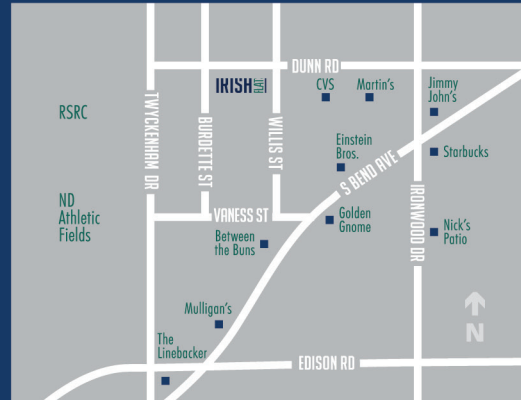 DUNN RD
IRISH FLATS
CVS
Martin's
Jimmy
John's
RSRC
TWYCKENHAM DR
BURDETTE ST
WILLIS ST
Einstein
Bros.
S BEND AVE
Starbucks
IRONWOOD DR
ND
Athletic
Fields
VANESS ST
Golden
Gnome
Between
the Buns
Nick's
Patio
Mulligan's
N
The
Linebacker
EDISON RD